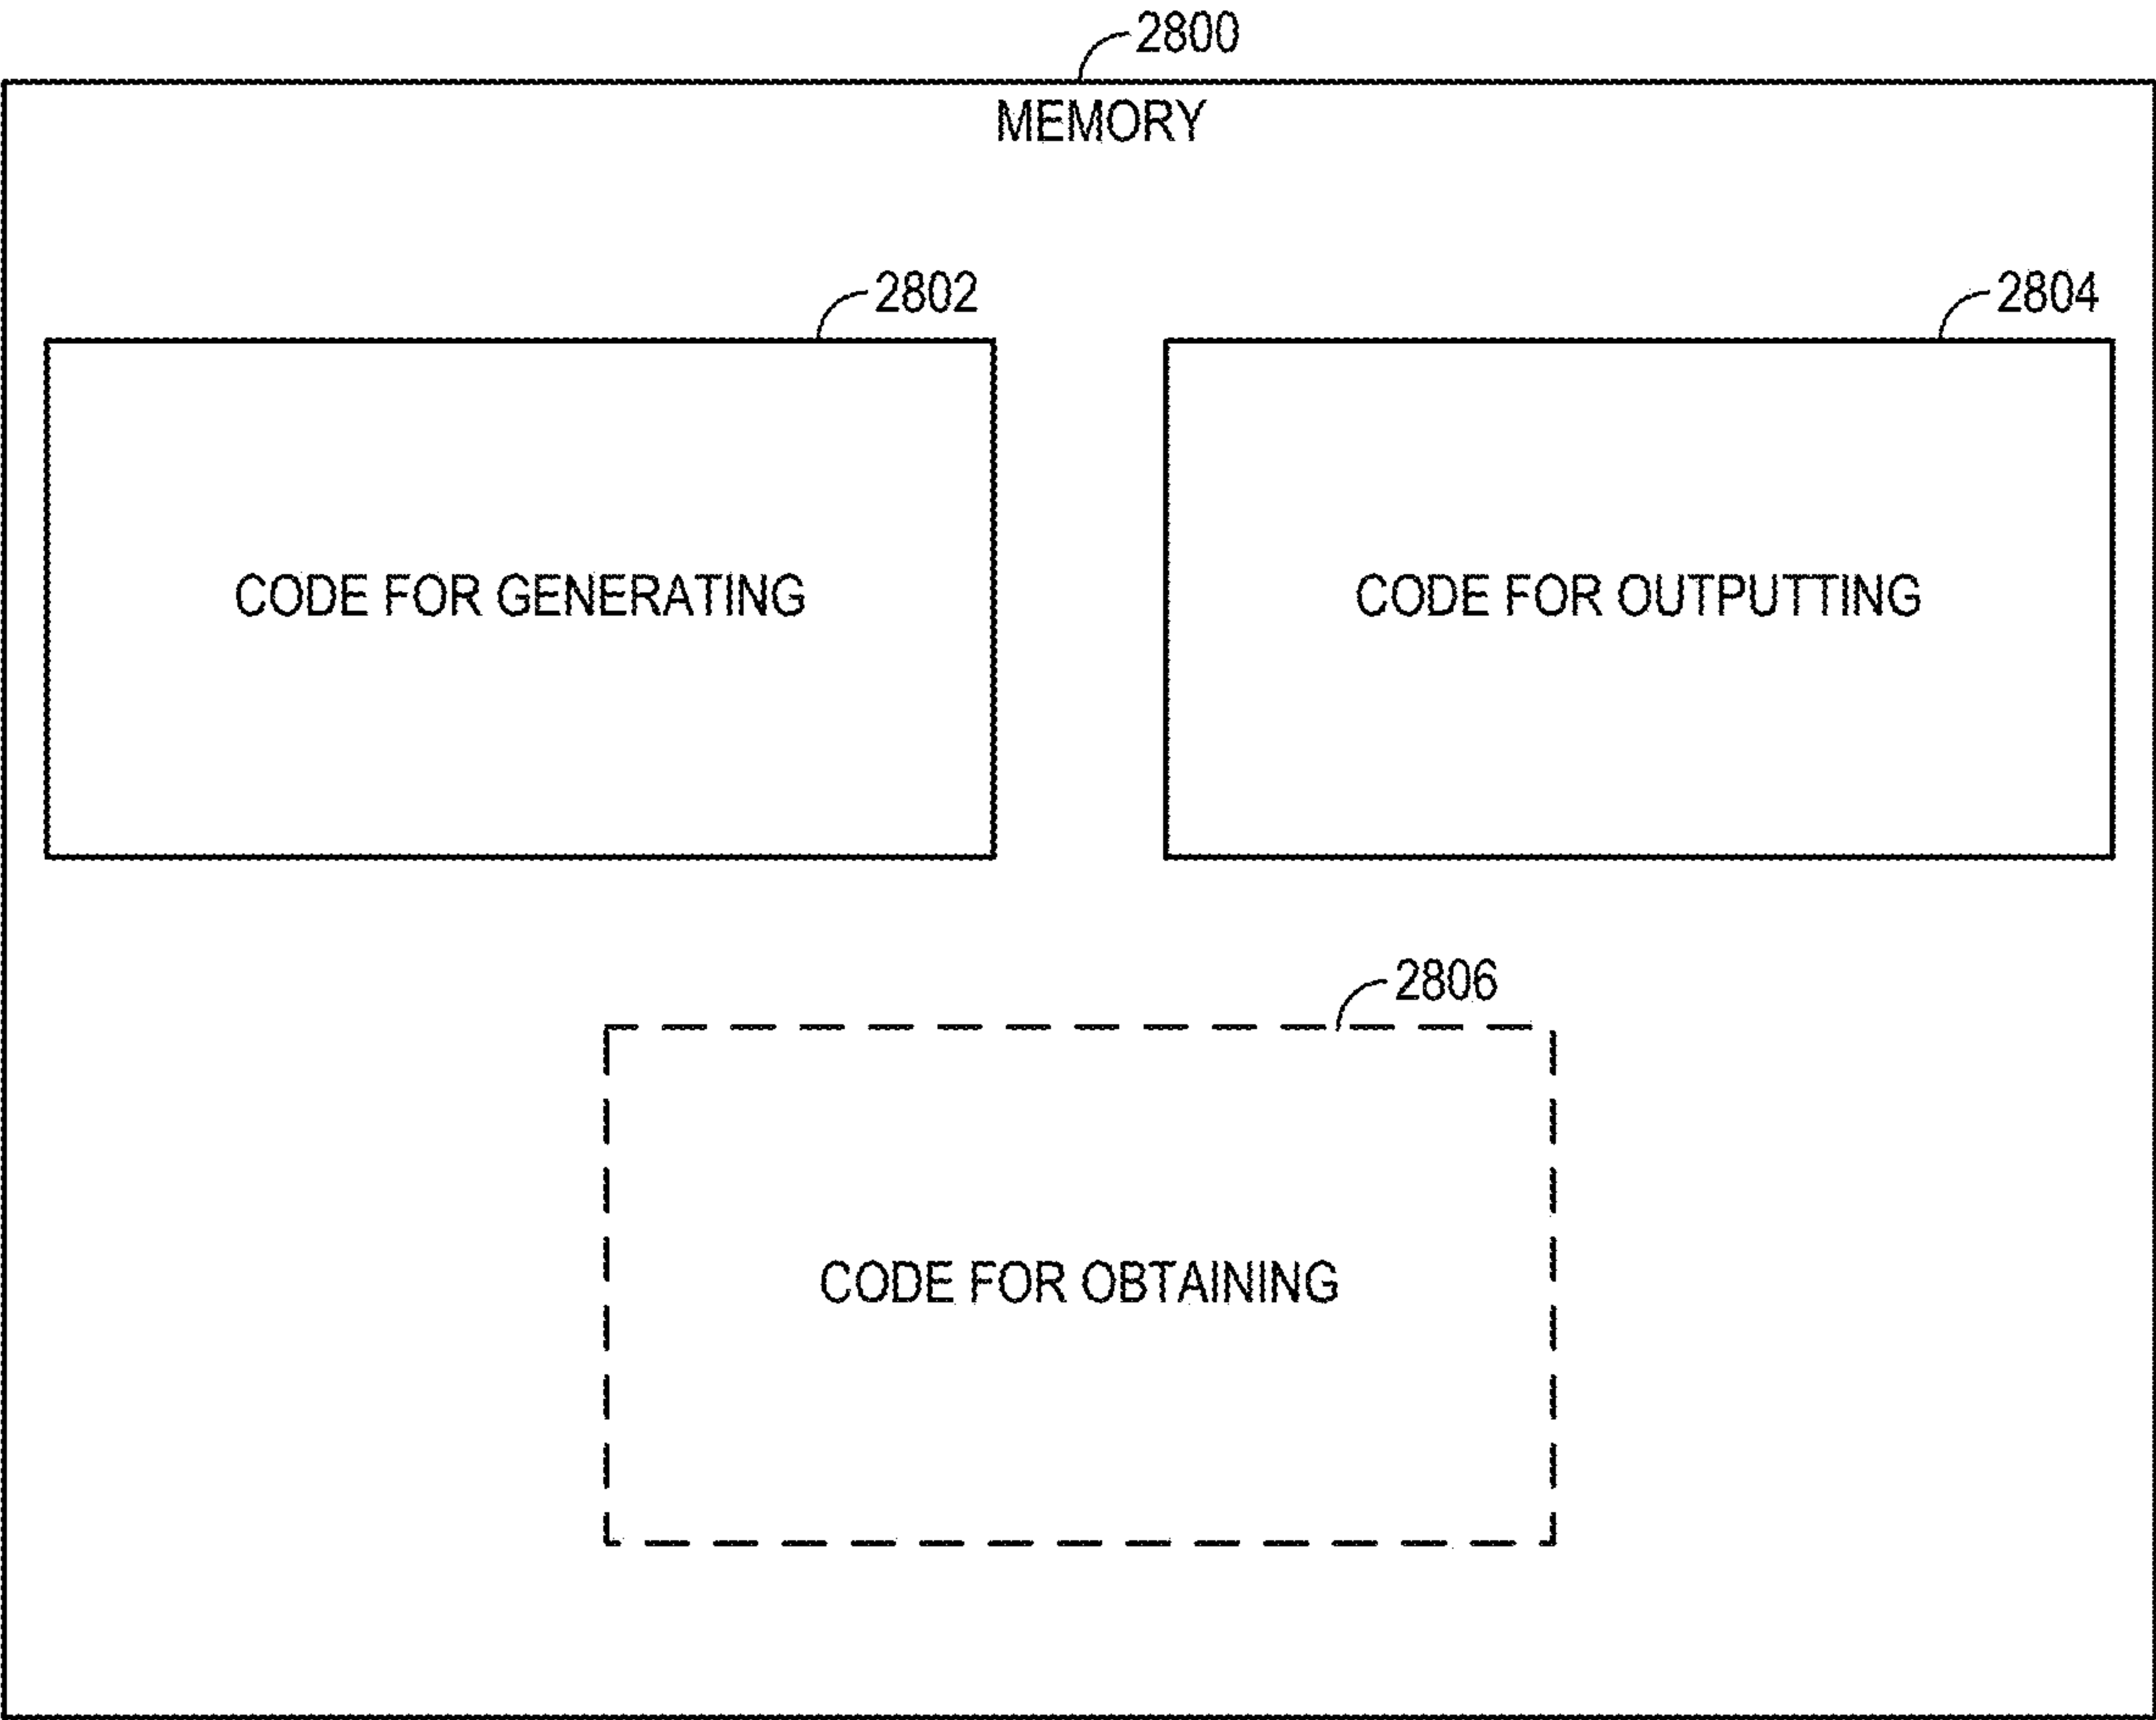 2800
MEMORY
2802
2804
CODE FOR GENERATING
CODE FOR OUTPUTTING
2806
CODE FOR OBTAINING